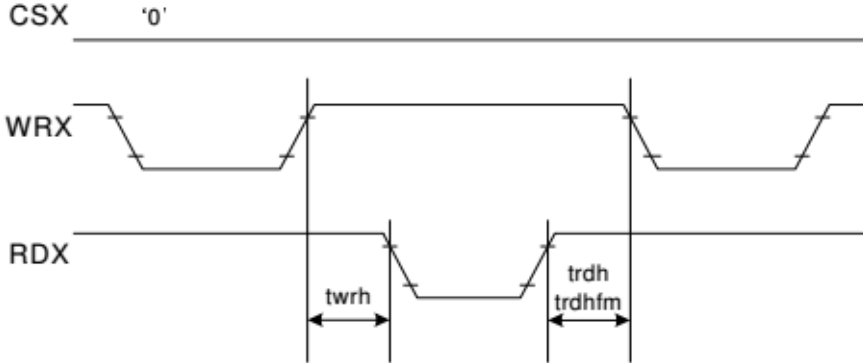 CSX ‘0’
WRX
RDX
twrh
trdh
trdhfm